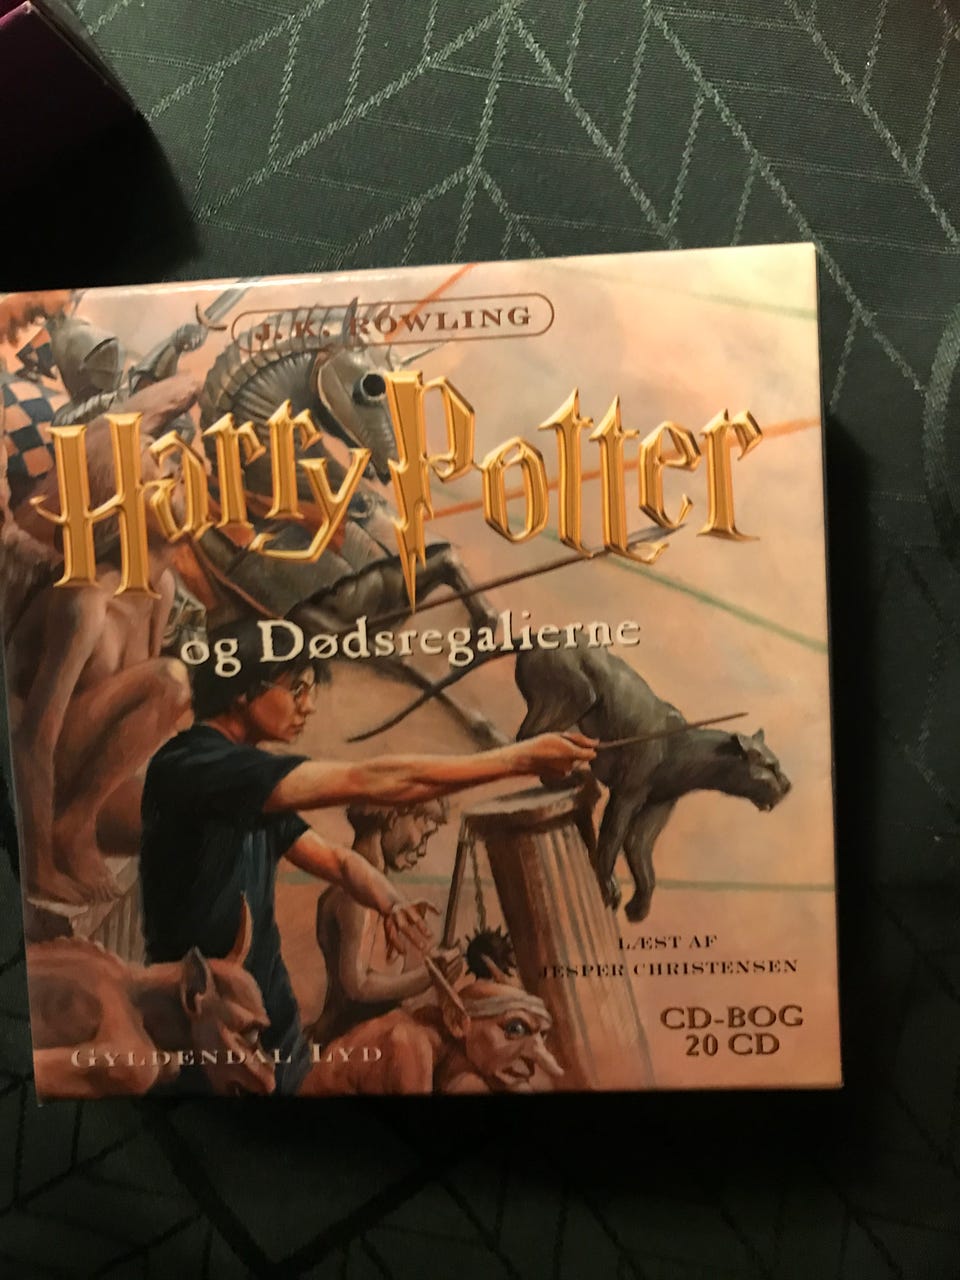 J. K. ROWLING
Harry Potter
og Dødsregalierne
LÆST AF
JESPER CHRISTENSEN
CD-BOG
20 CD
GYLDENDAL LYD